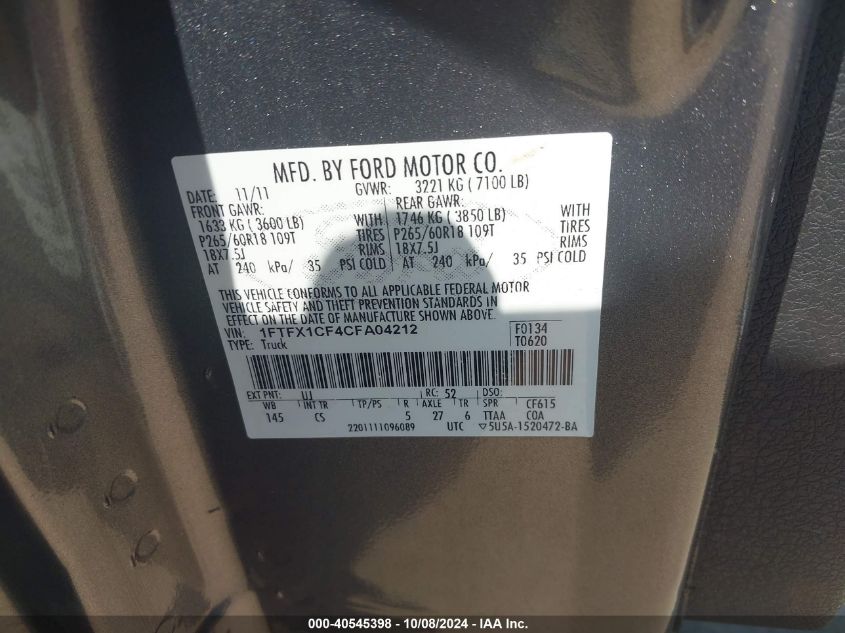 MFD. BY FORD MOTOR CO.
DATE: 11/11 GVWR: 3221 KG ( 7100 LB)
FRONT GAWR: REAR GAWR:
1633 KG ( 3600 LB) WITH 1746 KG ( 3850 LB) WITH
P265/60R18 109T TIRES P265/60R18 109T TIRES
18X7.5J RIMS 18X7.5J RIMS
AT 240 kPa/ 35 PSI COLD AT 240 kPa/ 35 PSI COLD
THIS VEHICLE CONFORMS TO ALL APPLICABLE FEDERAL MOTOR
VEHICLE SAFETY AND THEFT PREVENTION STANDARDS IN
EFFECT ON THE DATE OF MANUFACTURE SHOWN ABOVE.
VIN: 1FTFX1CF4CFA04212 F0134
TYPE: Truck T0620
EXT PNT: UJ RC: 52 DSO:
WB INT TR TP/PS R AXLE TR SPR CF615
145 CS 5 27 6 TTAA COA
2201111096089 UTC ▽5U5A-1520472-BA
000-40545398 - 10/08/2024 - IAA Inc.